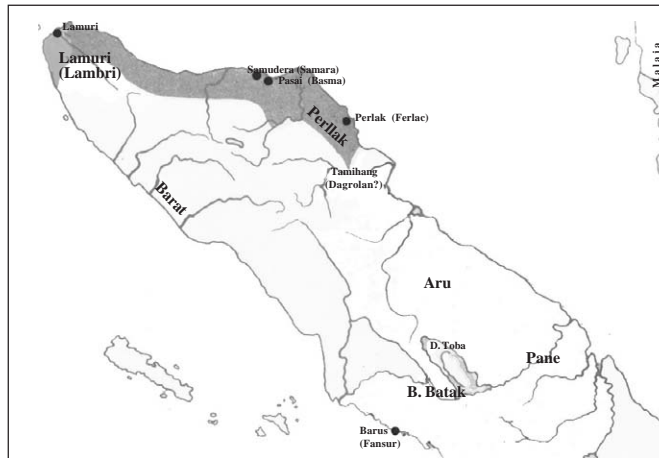 Lamuri
Lamuri
(Lambri)
Samudera (Samara)
Pasai (Basma)
Perlak (Ferlac)
Perllak
Tamihang
(Dagrolan?)
Barat
Aru
D. Toba
Pane
B. Batak
Barus
(Fansur)
Malaia